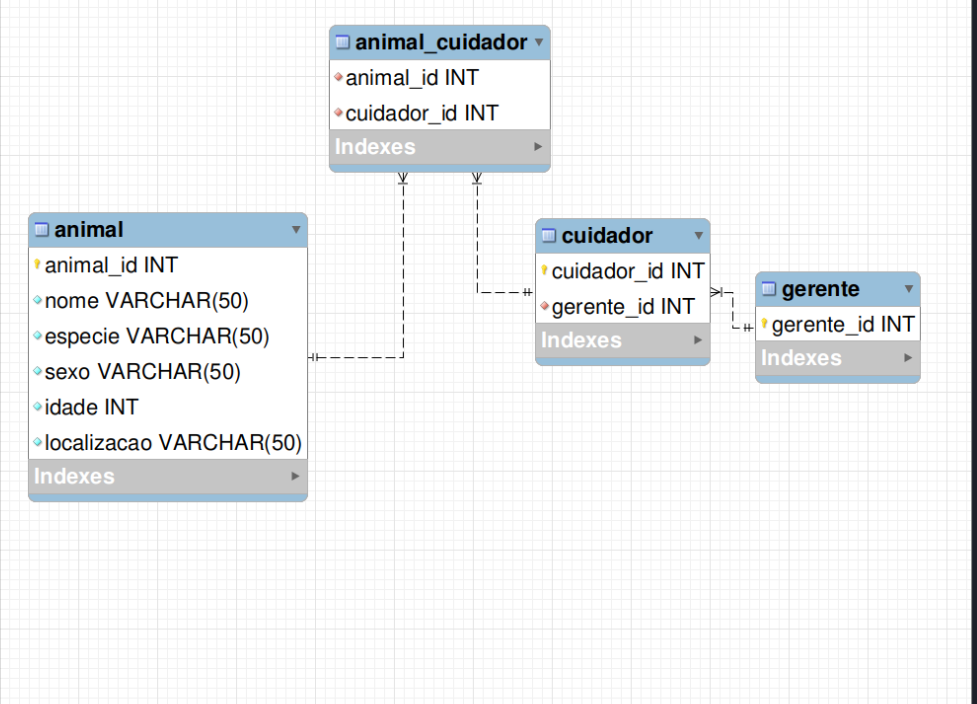 animal_cuidador
animal_id INT
cuidador_id INT
Indexes
animal
animal_id INT
nome VARCHAR(50)
especie VARCHAR(50)
sexo VARCHAR(50)
idade INT
localizacao VARCHAR(50)
Indexes
cuidador
cuidador_id INT
gerente_id INT
Indexes
gerente
gerente_id INT
Indexes